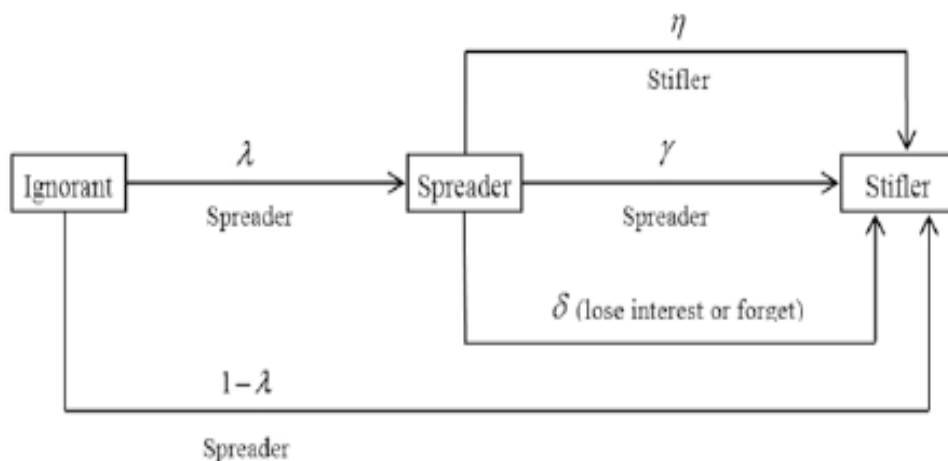 η
Stifler
λ
γ
Ignorant
Spreader
Stifler
Spreader
Spreader
δ (lose interest or forget)
1−λ
Spreader